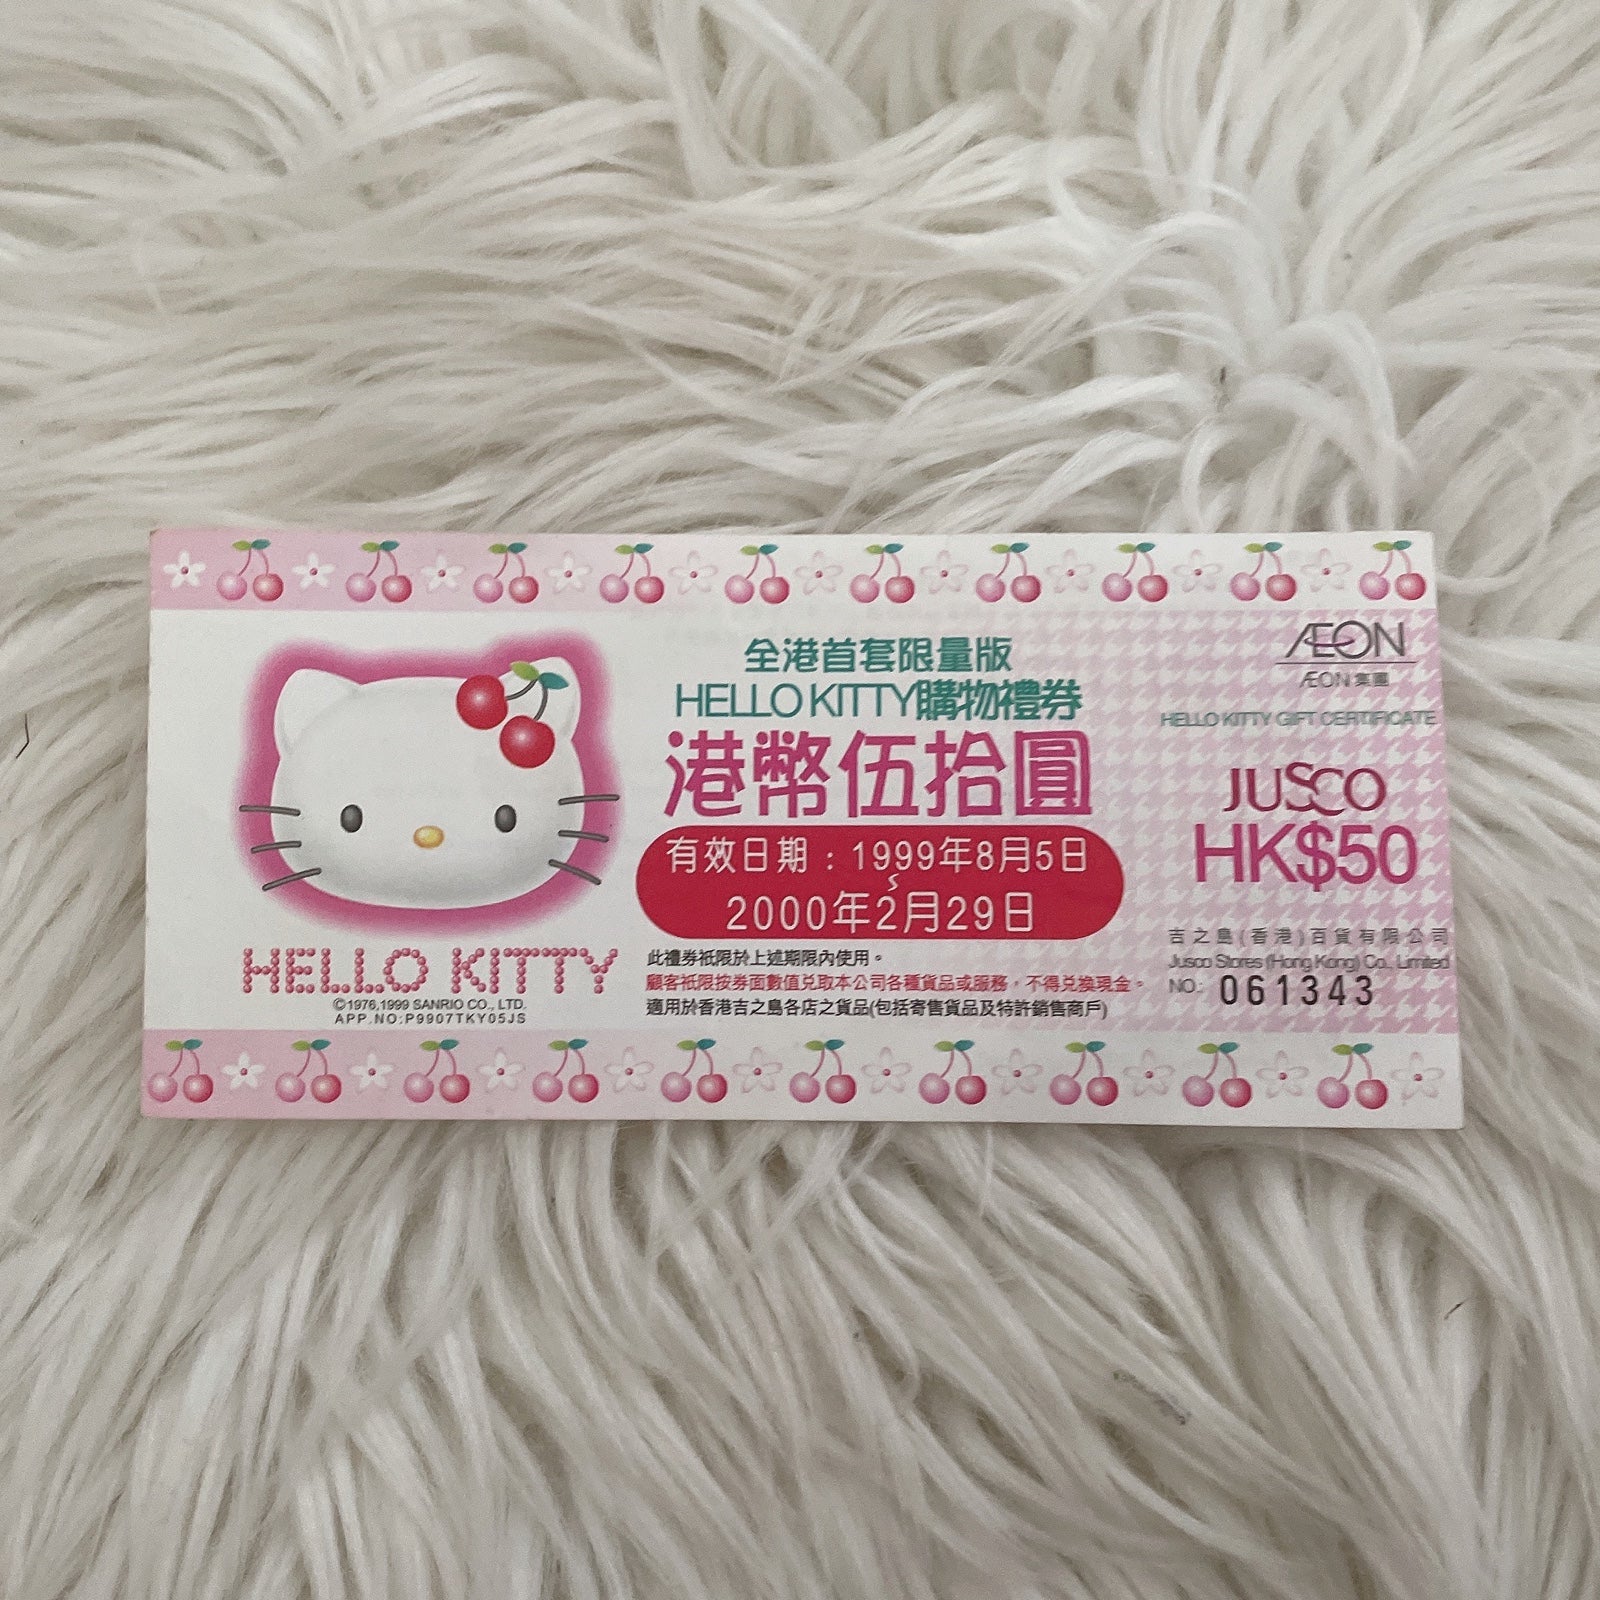 全港首套限量版
HELLO KITTY購物禮券
港幣伍拾圓
有效日期：1999年8月5日
~
2000年2月29日
此禮券祇限於上述期限內使用。
顧客祇限按券面數值兌取本公司各種貨品或服務，不得兌換現金。
適用於香港吉之島各店之貨品(包括寄售貨品及特許銷售商戶)
HELLO KITTY
©1976,1999 SANRIO CO., LTD.
APP.NO:P9907TKY05JS
ÆON
ÆON 集團
HELLO KITTY GIFT CERTIFICATE
JUSCO
HK$50
吉之島(香港)百貨有限公司
Jusco Stores (Hong Kong) Co., Limited
NO.: 061343